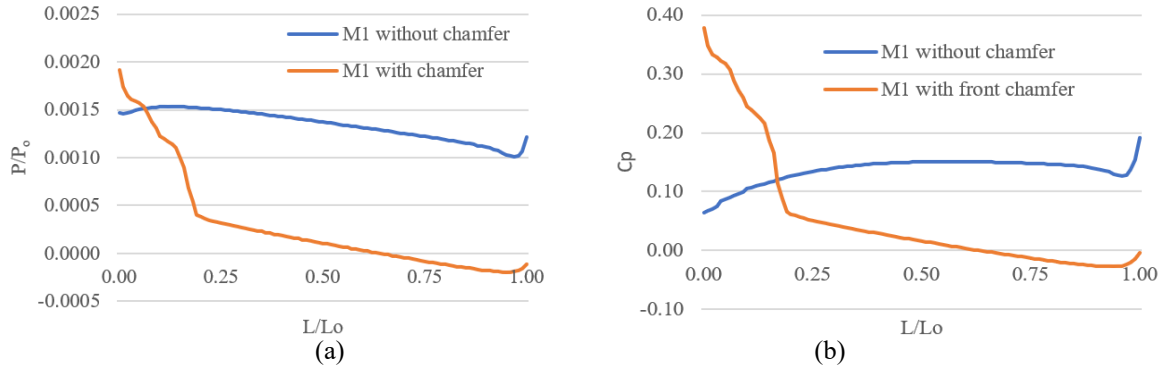 0.0025
0.0020
0.0015
0.0010
0.0005
0.0000
-0.0005
P/Po
0.00
0.25
0.50
0.75
1.00
L/Lo
M1 without chamfer
M1 with chamfer
(a)
0.40
0.30
0.20
0.10
0.00
-0.10
Cp
0.00
0.25
0.50
0.75
1.00
L/Lo
M1 without chamfer
M1 with front chamfer
(b)